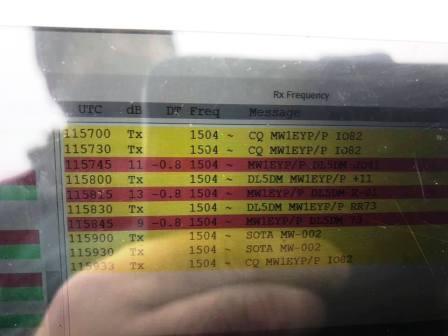 Rx Frequency
UTC dB DT Freq Message
115700 Tx 1504 ~ CQ MW1EYP/P IO82
115730 Tx 1504 ~ CQ MW1EYP/P IO82
115745 11 -0.8 1504 ~ MW1EYP/P DL5DM JO41
115800 Tx 1504 ~ DL5DM MW1EYP/P +11
115815 13 -0.8 1504 ~ MW1EYP/P DL5DM
115830 Tx 1504 ~ DL5DM MW1EYP/P RR73
115845 9 -0.8 1504 ~ MW1EYP/P DL5DM 73
115900 Tx 1504 ~ SOTA MW-002
115930 Tx 1504 ~ SOTA MW-002
115933 Tx 1504 ~ CQ MW1EYP/P IO82